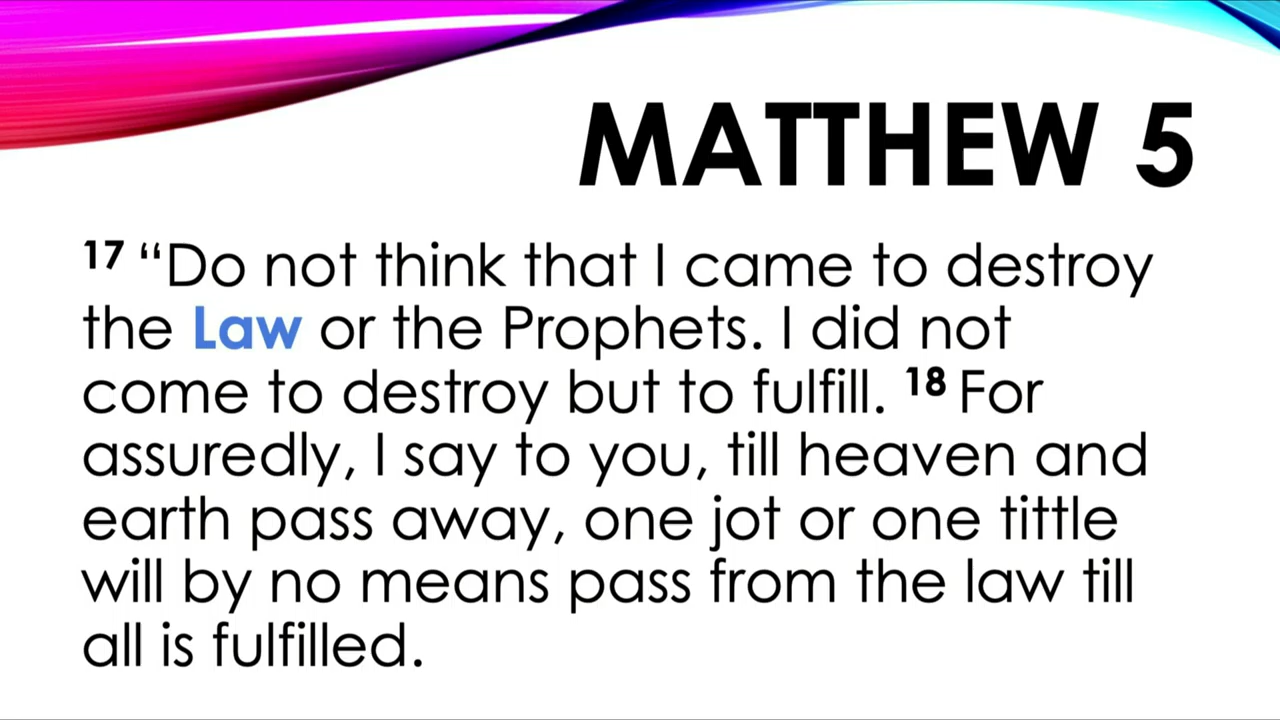 MATTHEW 5
17 “Do not think that I came to destroy
the Law or the Prophets. I did not
come to destroy but to fulfill. 18 For
assuredly, I say to you, till heaven and
earth pass away, one jot or one tittle
will by no means pass from the law till
all is fulfilled.